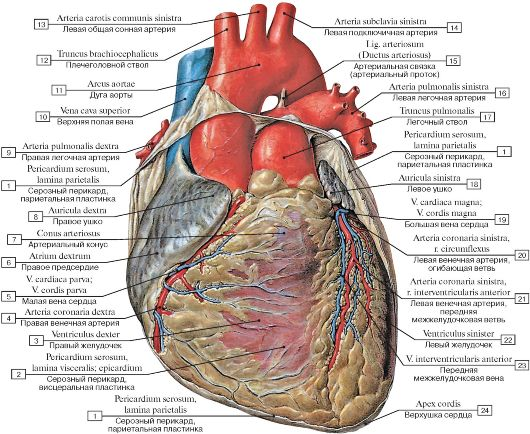 13
Arteria carotis communis sinistra
Левая общая сонная артерия
12
Truncus brachiocephalicus
Плечеголовной ствол
11
Arcus aortae
Дуга аорты
10
Vena cava superior
Верхняя полая вена
9
Arteria pulmonalis dextra
Правая легочная артерия
1
Pericardium serosum,
lamina parietalis
Серозный перикард,
париетальная пластинка
8
Auricula dextra
Правое ушко
7
Conus arteriosus
Артериальный конус
6
Atrium dextrum
Правое предсердие
5
V. cardiaca parva;
V. cordis parva
Малая вена сердца
4
Arteria coronaria dextra
Правая венечная артерия
3
Ventriculus dexter
Правый желудочек
2
Pericardium serosum,
lamina visceralis; epicardium
Серозный перикард,
висцеральная пластинка
1
Pericardium serosum,
lamina parietalis
Серозный перикард,
париетальная пластинка
Arteria subclavia sinistra
14
Левая подключичная артерия
Lig. arteriosum
(Ductus arteriosus)
15
Артериальная связка
(артериальный проток)
Arteria pulmonalis sinistra
16
Левая легочная артерия
Truncus pulmonalis
17
Легочный ствол
Pericardium serosum,
lamina parietalis
1
Серозный перикард,
париетальная пластинка
Auricula sinistra
18
Левое ушко
V. cardiaca magna;
V. cordis magna
19
Большая вена сердца
Arteria coronaria sinistra,
r. circumflexus
20
Левая венечная артерия,
огибающая ветвь
Arteria coronaria sinistra,
r. interventricularis anterior
21
Левая венечная артерия,
передняя
межжелудочковая ветвь
Ventriculus sinister
22
Левый желудочек
V. interventricularis anterior
23
Передняя
межжелудочковая вена
Apex cordis
24
Верхушка сердца